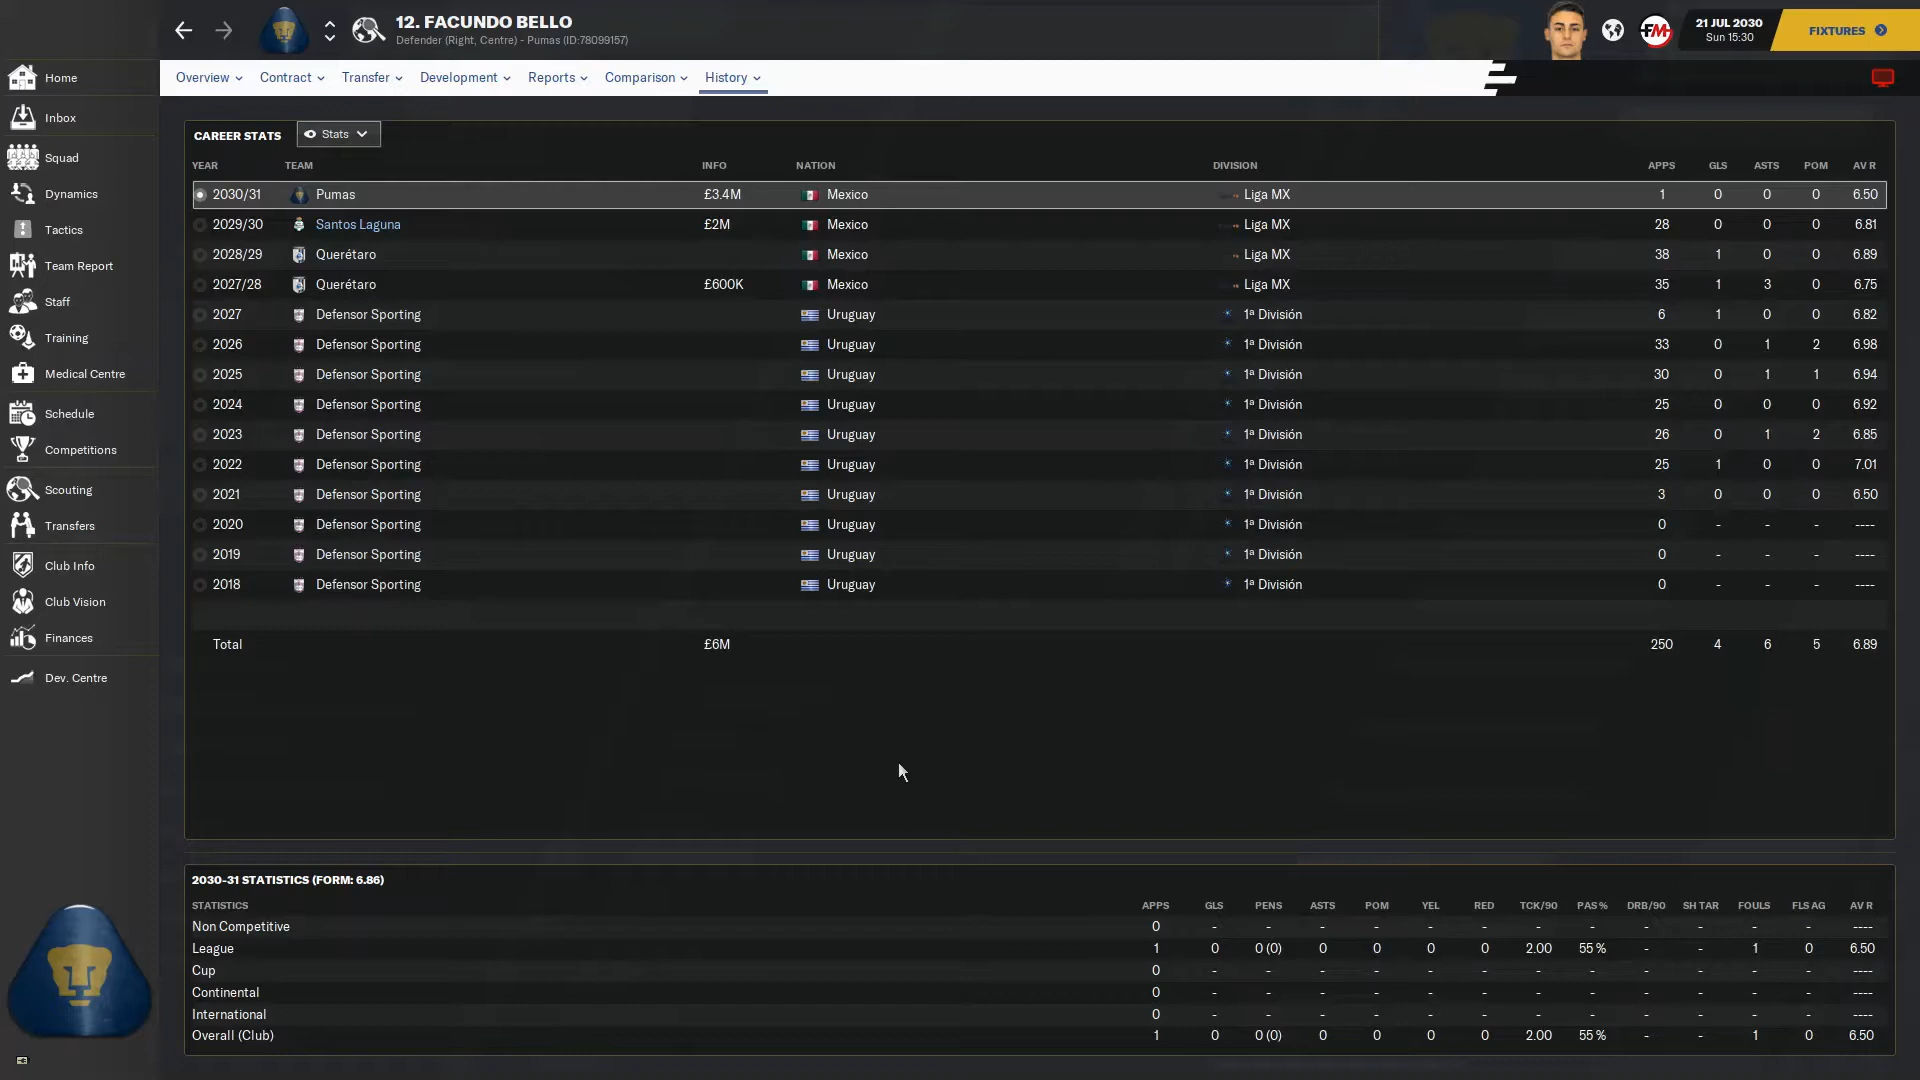 12. FACUNDO BELLO
Defender (Right, Centre) - Pumas (ID:78099157)
FM
21 JUL 2030
Sun 15:30
FIXTURES
Home
Inbox
Squad
Dynamics
Tactics
Team Report
Staff
Training
Medical Centre
Schedule
Competitions
Scouting
Transfers
Club Info
Club Vision
Finances
Dev. Centre
Overview Contract Transfer Development Reports Comparison History
CAREER STATS Stats
YEAR TEAM INFO NATION DIVISION APPS GLS ASTS POM AV R
2030/31 Pumas £3.4M Mexico Liga MX 1 0 0 0 6.50
2029/30 Santos Laguna £2M Mexico Liga MX 28 0 0 0 6.81
2028/29 Querétaro Mexico Liga MX 38 1 0 0 6.89
2027/28 Querétaro £600K Mexico Liga MX 35 1 3 0 6.75
2027 Defensor Sporting Uruguay 1ª División 6 1 0 0 6.82
2026 Defensor Sporting Uruguay 1ª División 33 0 1 2 6.98
2025 Defensor Sporting Uruguay 1ª División 30 0 1 1 6.94
2024 Defensor Sporting Uruguay 1ª División 25 0 0 0 6.92
2023 Defensor Sporting Uruguay 1ª División 26 0 1 2 6.85
2022 Defensor Sporting Uruguay 1ª División 25 1 0 0 7.01
2021 Defensor Sporting Uruguay 1ª División 3 0 0 0 6.50
2020 Defensor Sporting Uruguay 1ª División 0 - - - ----
2019 Defensor Sporting Uruguay 1ª División 0 - - - ----
2018 Defensor Sporting Uruguay 1ª División 0 - - - ----
Total £6M 250 4 6 5 6.89
2030-31 STATISTICS (FORM: 6.86)
STATISTICS APPS GLS PENS ASTS POM YEL RED TCK/90 PAS % DRB/90 SH TAR FOULS FLS AG AV R
Non Competitive 0 - - - - - - - - - - - - ----
League 1 0 0 (0) 0 0 0 0 2.00 55 % - - 1 0 6.50
Cup 0 - - - - - - - - - - - - ----
Continental 0 - - - - - - - - - - - - ----
International 0 - - - - - - - - - - - - ----
Overall (Club) 1 0 0 (0) 0 0 0 0 2.00 55 % - - 1 0 6.50